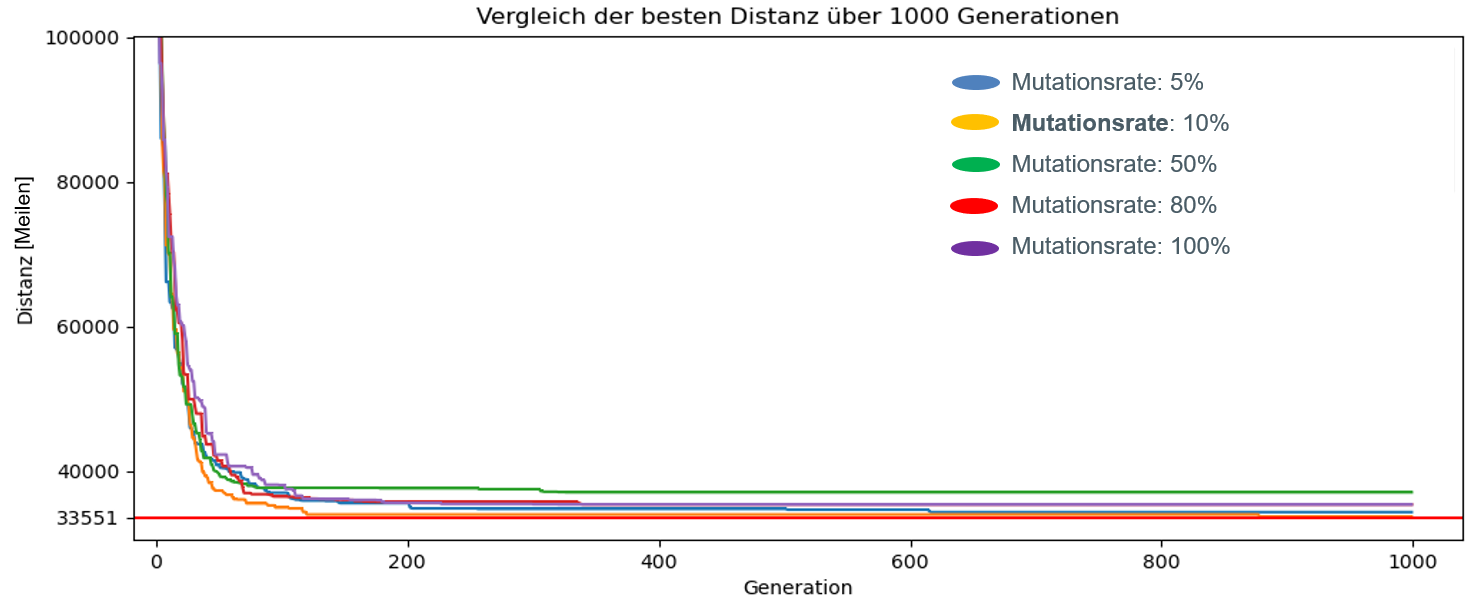 Vergleich der besten Distanz über 1000 Generationen
100000
80000
60000
40000
33551
Distanz [Meilen]
Mutationsrate: 5%
Mutationsrate: 10%
Mutationsrate: 50%
Mutationsrate: 80%
Mutationsrate: 100%
0 200 400 600 800 1000
Generation